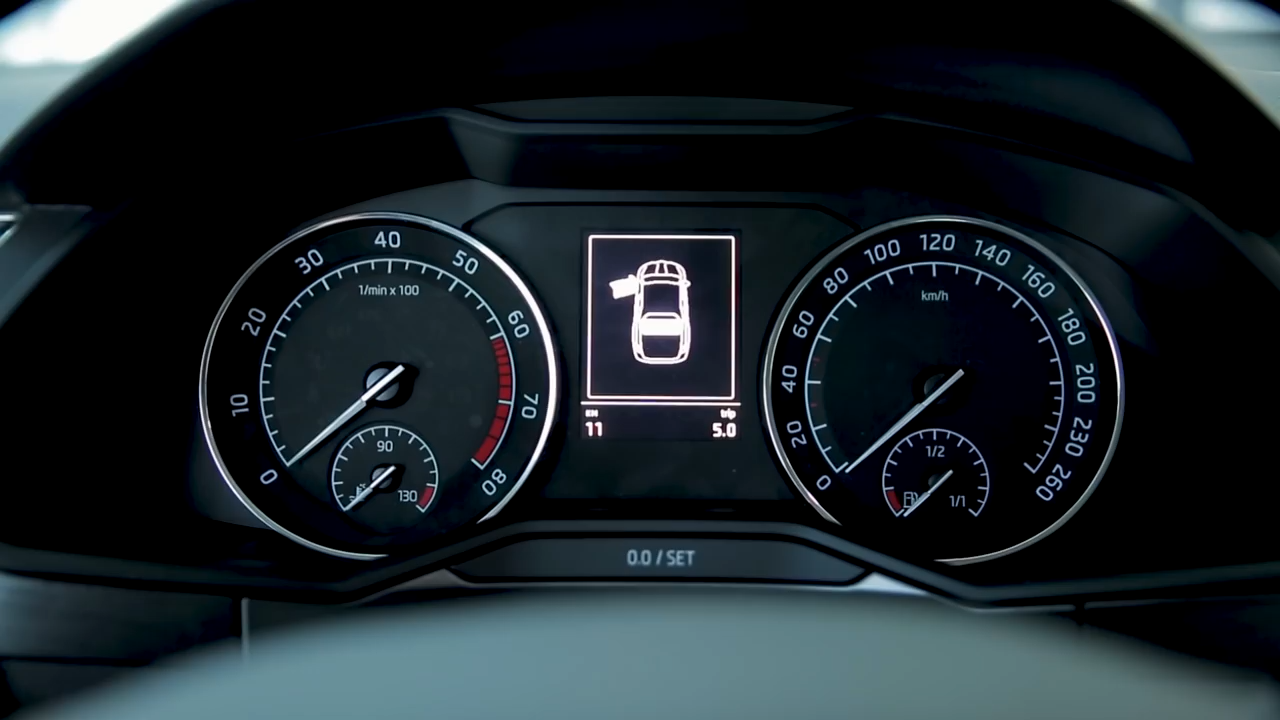 0 10 20 30 40 50 60 70 80
1/min x 100
90
130
KM trip
11 5.0
0 20 40 60 80 100 120 140 160 180 200 230 260
km/h
1/2
1/1
0.0 / SET